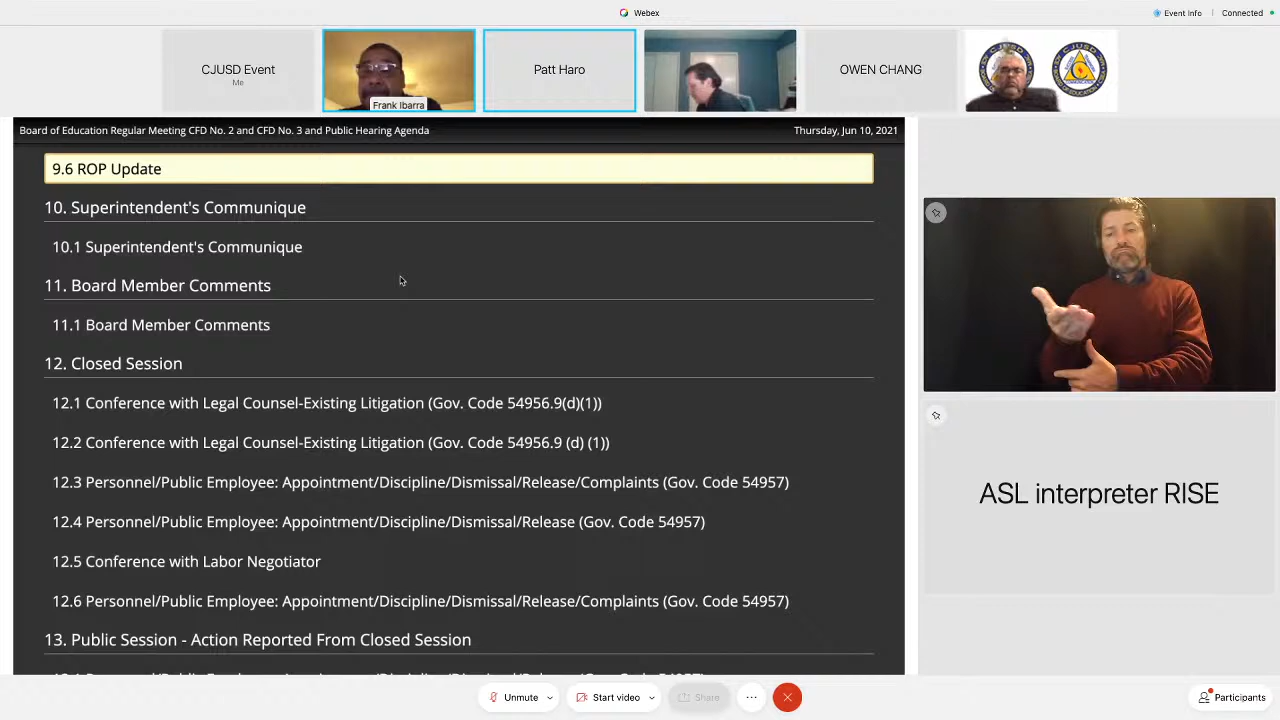 Webex
Event Info
Connected
CJUSD Event
Me
Frank Ibarra
Patt Haro
OWEN CHANG
CJUSD
Board of Education Regular Meeting CFD No. 2 and CFD No. 3 and Public Hearing Agenda
Thursday, Jun 10, 2021
9.6 ROP Update
10. Superintendent's Communique
10.1 Superintendent's Communique
11. Board Member Comments
11.1 Board Member Comments
12. Closed Session
12.1 Conference with Legal Counsel-Existing Litigation (Gov. Code 54956.9(d)(1))
12.2 Conference with Legal Counsel-Existing Litigation (Gov. Code 54956.9 (d) (1))
12.3 Personnel/Public Employee: Appointment/Discipline/Dismissal/Release/Complaints (Gov. Code 54957)
12.4 Personnel/Public Employee: Appointment/Discipline/Dismissal/Release (Gov. Code 54957)
12.5 Conference with Labor Negotiator
12.6 Personnel/Public Employee: Appointment/Discipline/Dismissal/Release/Complaints (Gov. Code 54957)
13. Public Session - Action Reported From Closed Session
ASL interpreter RISE
Unmute
Start video
Share
Participants